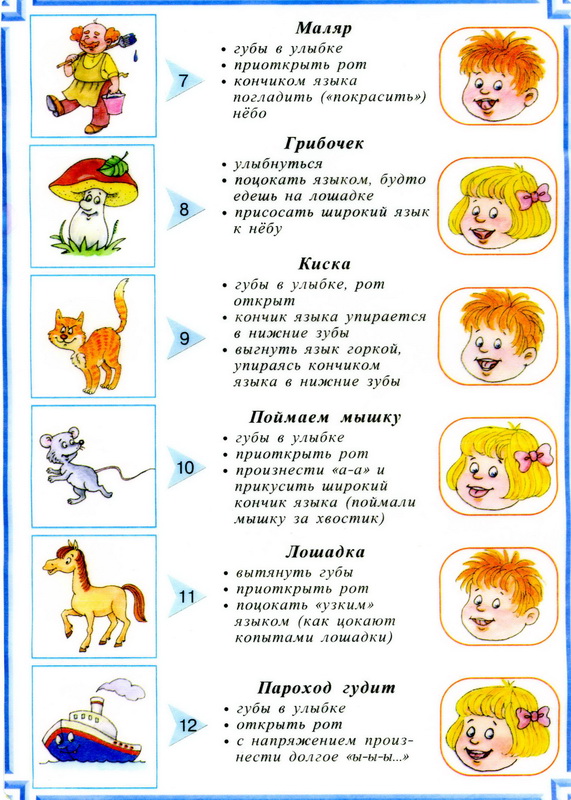 Маляр
• губы в улыбке
• приоткрыть рот
• кончиком языка
погладить («покрасить»)
нёбо
7
Грибочек
• улыбнуться
• поцокать языком, будто
едешь на лошадке
• присосать широкий язык
к нёбу
8
Киска
• губы в улыбке, рот
открыт
• кончик языка упирается
в нижние зубы
• выгнуть язык горкой,
упираясь кончиком
языка в нижние зубы
9
Поймаем мышку
• губы в улыбке
• приоткрыть рот
• произнести «а-а» и
прикусить широкий
кончик языка (поймали
мышку за хвостик)
10
Лошадка
• вытянуть губы
• приоткрыть рот
• поцокать «узким»
языком (как цокают
копытами лошадки)
11
Пароход гудит
• губы в улыбке
• открыть рот
• с напряжением произ-
нести долгое «ы-ы-ы...»
12